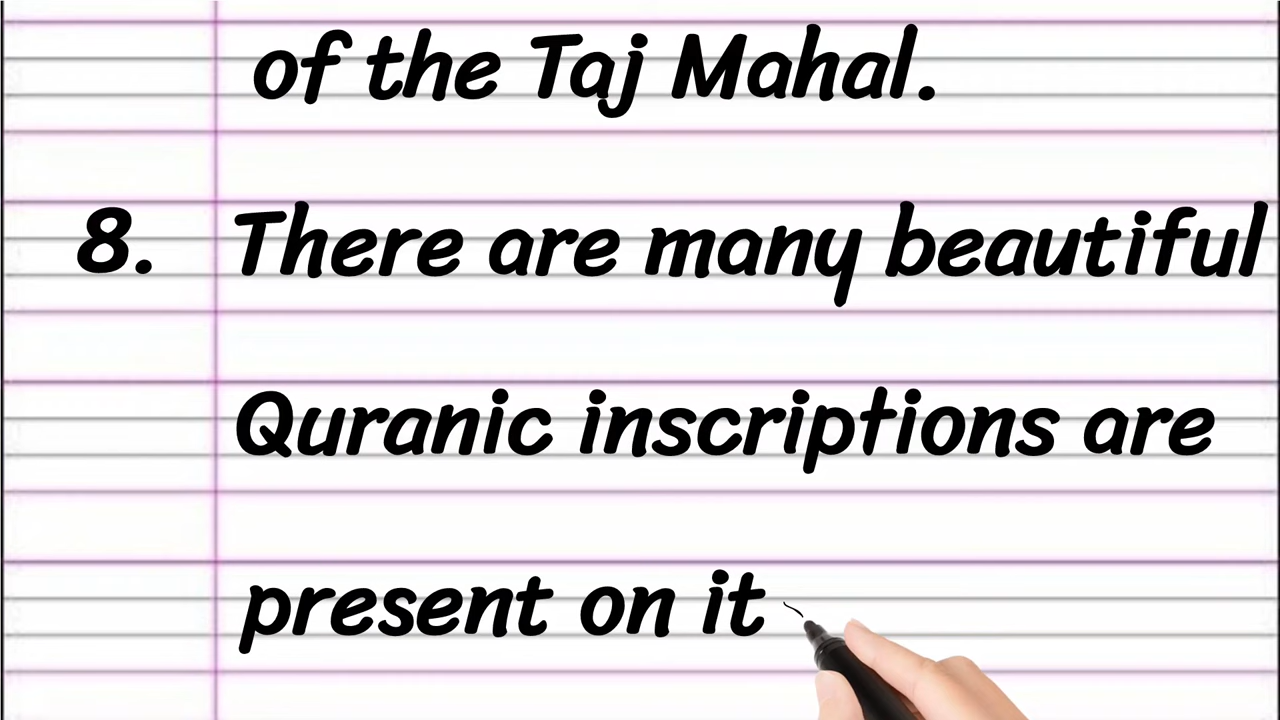 of the Taj Mahal.
8. There are many beautiful
Quranic inscriptions are
present on it